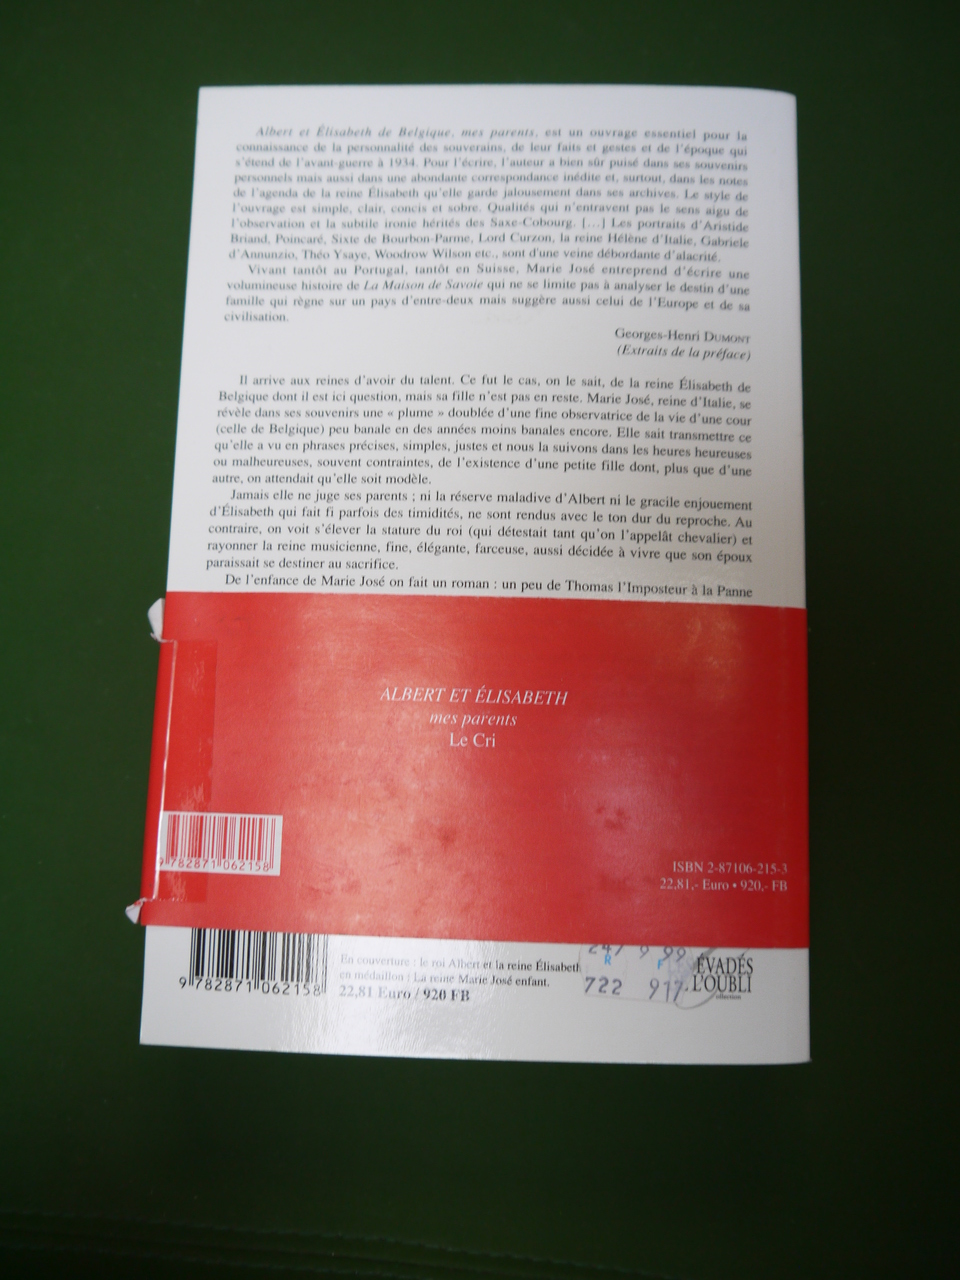 Albert et Élisabeth de Belgique, mes parents, est un ouvrage essentiel pour la
connaissance de la personnalité des souverains, de leur faits et gestes et de l'époque qui
s'étend de l'avant-guerre à 1934. Pour l'écrire, l'auteur a bien sûr puisé dans ses souvenirs
personnels mais aussi dans une abondante correspondance inédite et, surtout, dans les notes
de l'agenda de la reine Élisabeth qu'elle garde jalousement dans ses archives. Le style de
l'ouvrage est simple, clair, concis et sobre. Qualités qui n'entravent pas le sens aigu de
l'observation et la subtile ironie hérités des Saxe-Cobourg. [...] Les portraits d'Aristide
Briand, Poincaré, Sixte de Bourbon-Parme, Lord Curzon, la reine Hélène d'Italie, Gabriele
d'Annunzio, Théo Ysaye, Woodrow Wilson etc., sont d'une veine débordante d'alacrité.
Vivant tantôt au Portugal, tantôt en Suisse, Marie José entreprend d'écrire une
volumineuse histoire de La Maison de Savoie qui ne se limite pas à analyser le destin d'une
famille qui règne sur un pays d'entre-deux mais suggère aussi celui de l'Europe et de sa
civilisation.
Georges-Henri DUMONT
(Extraits de la préface)
Il arrive aux reines d'avoir du talent. Ce fut le cas, on le sait, de la reine Élisabeth de
Belgique dont il est ici question, mais sa fille n'est pas en reste. Marie José, reine d'Italie, se
révèle dans ses souvenirs une « plume » doublée d'une fine observatrice de la vie d'une cour
(celle de Belgique) peu banale en des années moins banales encore. Elle sait transmettre ce
qu'elle a vu en phrases précises, simples, justes et nous la suivons dans les heures heureuses
ou malheureuses, souvent contraintes, de l'existence d'une petite fille dont, plus que d'une
autre, on attendait qu'elle soit modèle.
Jamais elle ne juge ses parents ; ni la réserve maladive d'Albert ni le gracile enjouement
d'Élisabeth qui fait fi parfois des timidités, ne sont rendus avec le ton dur du reproche. Au
contraire, on voit s'élever la stature du roi (qui détestait tant qu'on l'appelât chevalier) et
rayonner la reine musicienne, fine, élégante, farceuse, aussi décidée à vivre que son époux
paraissait se destiner au sacrifice.
De l'enfance de Marie José on fait un roman : un peu de Thomas l'Imposteur à la Panne
ALBERT ET ÉLISABETH
mes parents
Le Cri
9 782871 062158
ISBN 2-87106-215-3
22,81,- Euro • 920,- FB
9 782871 062158
En couverture : le roi Albert et la reine Élisabeth
en médaillon : La reine Marie José enfant.
22,81 Euro / 920 FB
247 9 99
R F
722 917
ÉVADÉS
L'OUBLI
collection